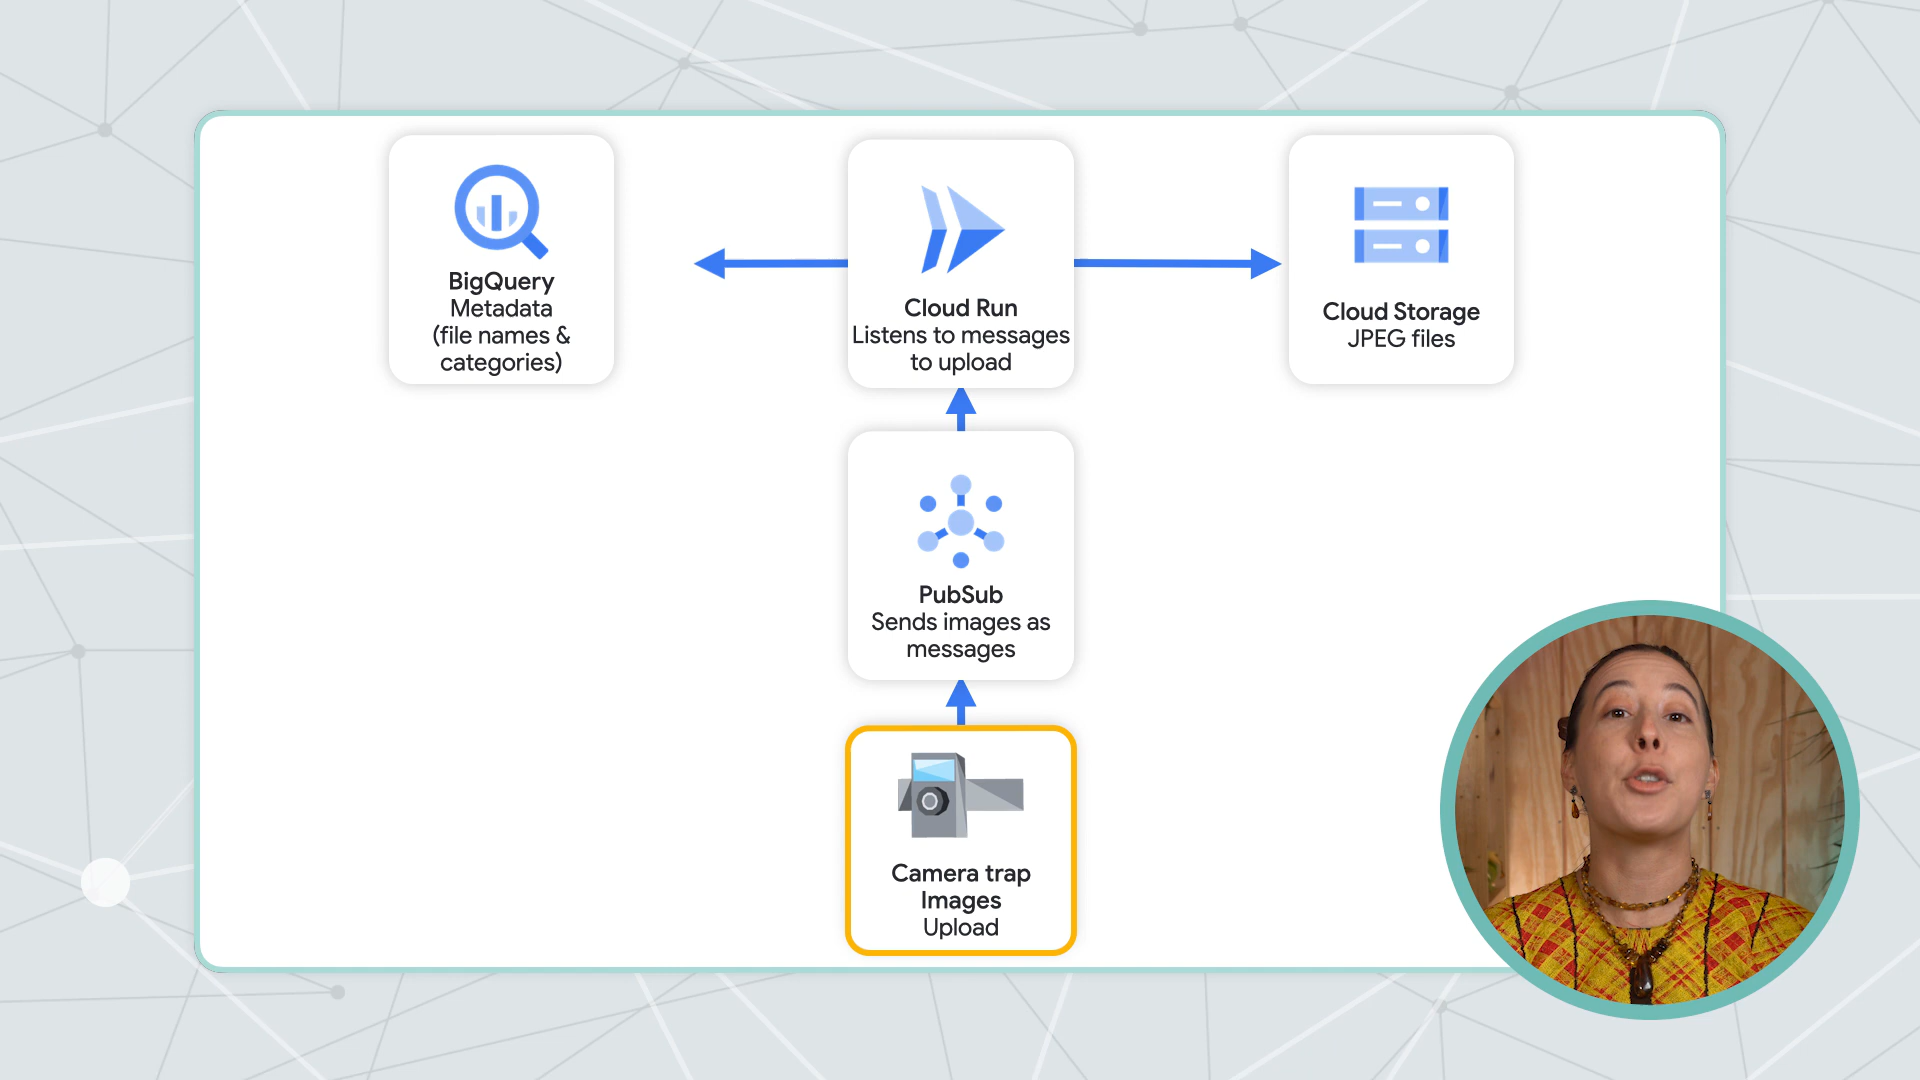 BigQuery
Metadata
(file names &
categories)
Cloud Run
Listens to messages
to upload
Cloud Storage
JPEG files
PubSub
Sends images as
messages
Camera trap
Images
Upload